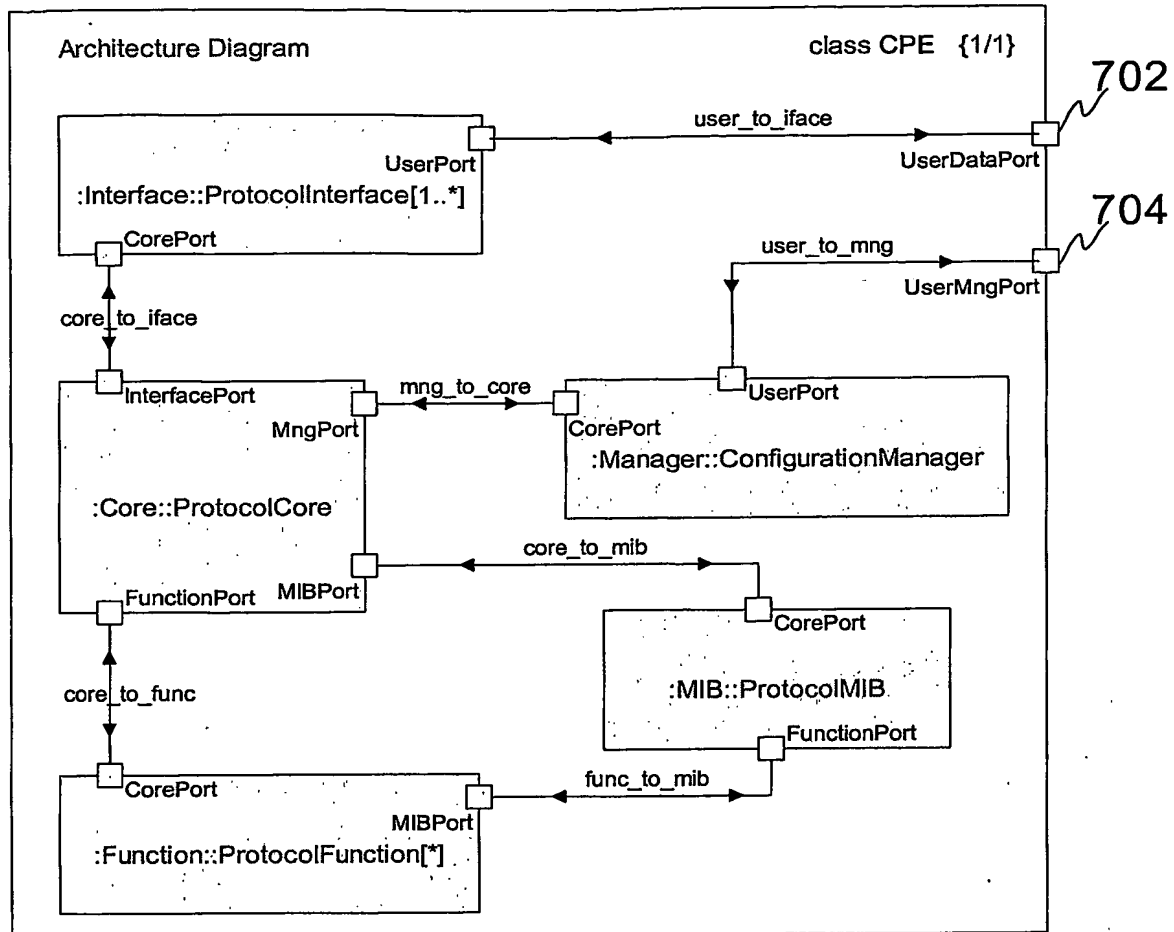 Architecture Diagram
class CPE {1/1}
702
user_to_iface
UserPort
UserDataPort
:Interface::ProtocolInterface[1..*]
704
CorePort
user_to_mng
UserMngPort
core_to_iface
InterfacePort
mng_to_core
UserPort
MngPort
CorePort
:Manager::ConfigurationManager
:Core::ProtocolCore
core_to_mib
MIBPort
FunctionPort
CorePort
core_to_func
:MIB::ProtocolMIB
FunctionPort
CorePort
func_to_mib
MIBPort
:Function::ProtocolFunction[*]